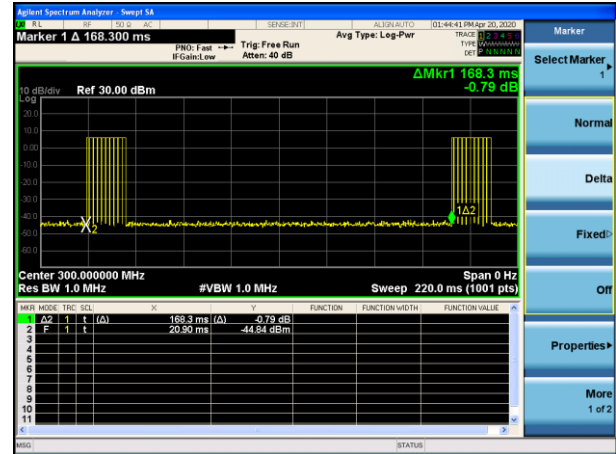 Agilent Spectrum Analyzer - Swept SA
RL RF 50 Ω AC SENSE:INT ALIGN AUTO 01:44:41 PM Apr 20, 2020
Marker 1 Δ 168.300 ms
PNO: Fast
IFGain:Low
Trig: Free Run
Atten: 40 dB
Avg Type: Log-Pwr
TRACE 1 2 3 4 5 6
TYPE
DET P N N N N N
Marker
Select Marker
1
Normal
Delta
Fixed
Off
Properties
More
1 of 2
ΔMkr1 168.3 ms
-0.79 dB
10 dB/div Ref 30.00 dBm
Log
20.0
10.0
0.00
-10.0
-20.0
-30.0
-40.0
-50.0
-60.0
2
1Δ2
Center 300.000000 MHz Span 0 Hz
Res BW 1.0 MHz #VBW 1.0 MHz Sweep 220.0 ms (1001 pts)
MKR MODE TRC SCL X Y FUNCTION FUNCTION WIDTH FUNCTION VALUE
1 Δ2 1 t (Δ) 168.3 ms (Δ) -0.79 dB
2 F 1 t 20.90 ms -44.84 dBm
3
4
5
6
7
8
9
10
11
MSG STATUS